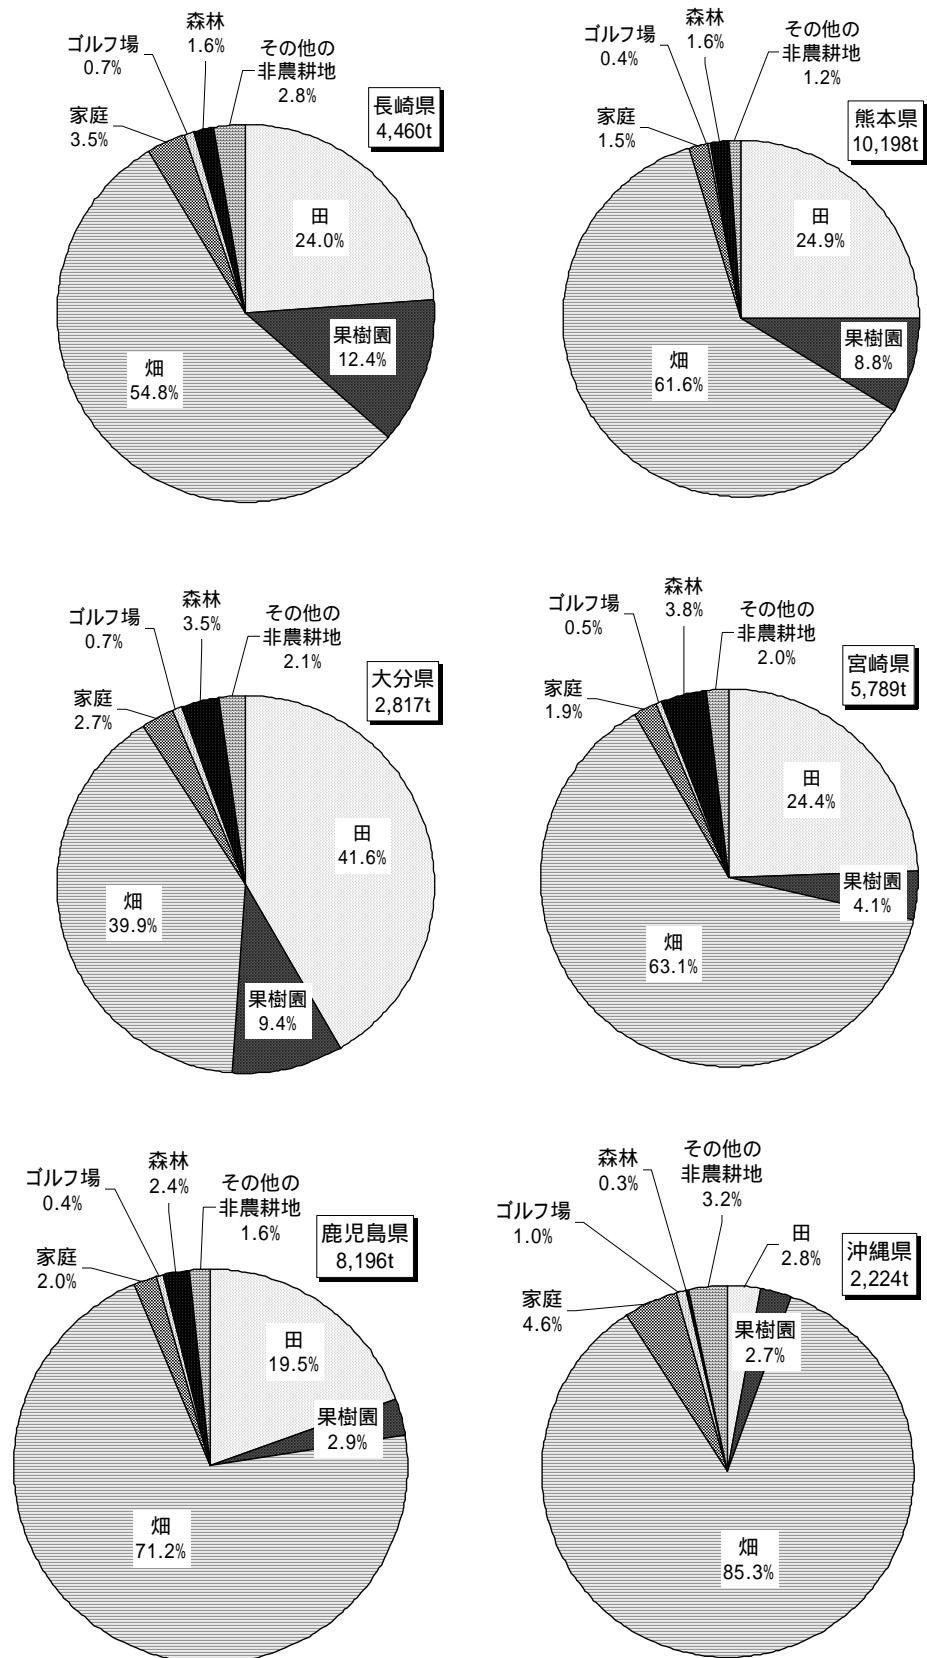 森林
1.6%
ゴルフ場
0.7%
その他の
非農耕地
2.8%
家庭
3.5%
長崎県
4,460t
田
24.0%
果樹園
12.4%
畑
54.8%
森林
1.6%
ゴルフ場
0.4%
その他の
非農耕地
1.2%
家庭
1.5%
熊本県
10,198t
田
24.9%
果樹園
8.8%
畑
61.6%
森林
3.5%
ゴルフ場
0.7%
その他の
非農耕地
2.1%
家庭
2.7%
大分県
2,817t
田
41.6%
畑
39.9%
果樹園
9.4%
森林
3.8%
ゴルフ場
0.5%
その他の
非農耕地
2.0%
家庭
1.9%
宮崎県
5,789t
田
24.4%
果樹園
4.1%
畑
63.1%
森林
2.4%
ゴルフ場
0.4%
その他の
非農耕地
1.6%
家庭
2.0%
鹿児島県
8,196t
田
19.5%
果樹園
2.9%
畑
71.2%
森林
0.3%
その他の
非農耕地
3.2%
ゴルフ場
1.0%
田
2.8%
沖縄県
2,224t
家庭
4.6%
果樹園
2.7%
畑
85.3%